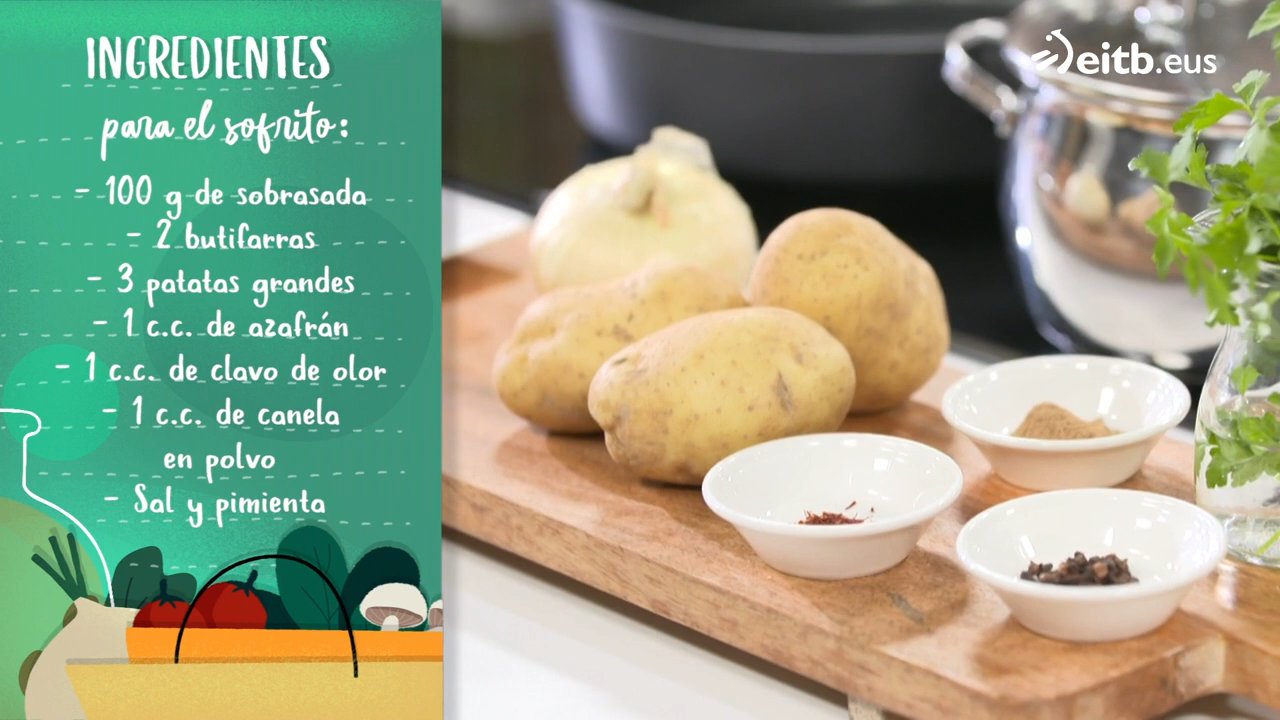 INGREDIENTES
para el sofrito:
- 100 g de sobrasada
- 2 butifarras
- 3 patatas grandes
- 1 c.c. de azafrán
- 1 c.c. de clavo de olor
- 1 c.c. de canela
en polvo
- Sal y pimienta
eitb.eus